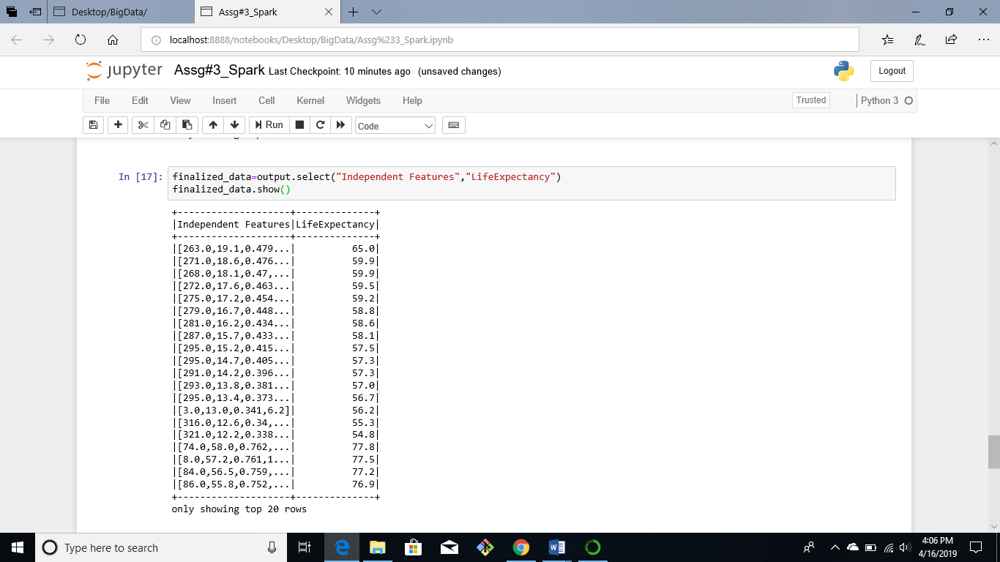 Desktop/BigData/
Assg#3_Spark
localhost:8888/notebooks/Desktop/BigData/Assg%233_Spark.ipynb
jupyter Assg#3_Spark Last Checkpoint: 10 minutes ago (unsaved changes)
Logout
File Edit View Insert Cell Kernel Widgets Help
Trusted
Python 3
Run
Code
In [17]:
finalized_data=output.select("Independent Features","LifeExpectancy")
finalized_data.show()
+--------------------+--------------+
|Independent Features|LifeExpectancy|
+--------------------+--------------+
|[263.0,19.1,0.479...| 65.0|
|[271.0,18.6,0.476...| 59.9|
|[268.0,18.1,0.47,...| 59.9|
|[272.0,17.6,0.463...| 59.5|
|[275.0,17.2,0.454...| 59.2|
|[279.0,16.7,0.448...| 58.8|
|[281.0,16.2,0.434...| 58.6|
|[287.0,15.7,0.433...| 58.1|
|[295.0,15.2,0.415...| 57.5|
|[295.0,14.7,0.405...| 57.3|
|[291.0,14.2,0.396...| 57.3|
|[293.0,13.8,0.381...| 57.0|
|[295.0,13.4,0.373...| 56.7|
|[3.0,13.0,0.341,6.2]| 56.2|
|[316.0,12.6,0.34,...| 55.3|
|[321.0,12.2,0.338...| 54.8|
|[74.0,58.0,0.762,...| 77.8|
|[8.0,57.2,0.761,1...| 77.5|
|[84.0,56.5,0.759,...| 77.2|
|[86.0,55.8,0.752,...| 76.9|
+--------------------+--------------+
only showing top 20 rows
Type here to search
4:06 PM
4/16/2019